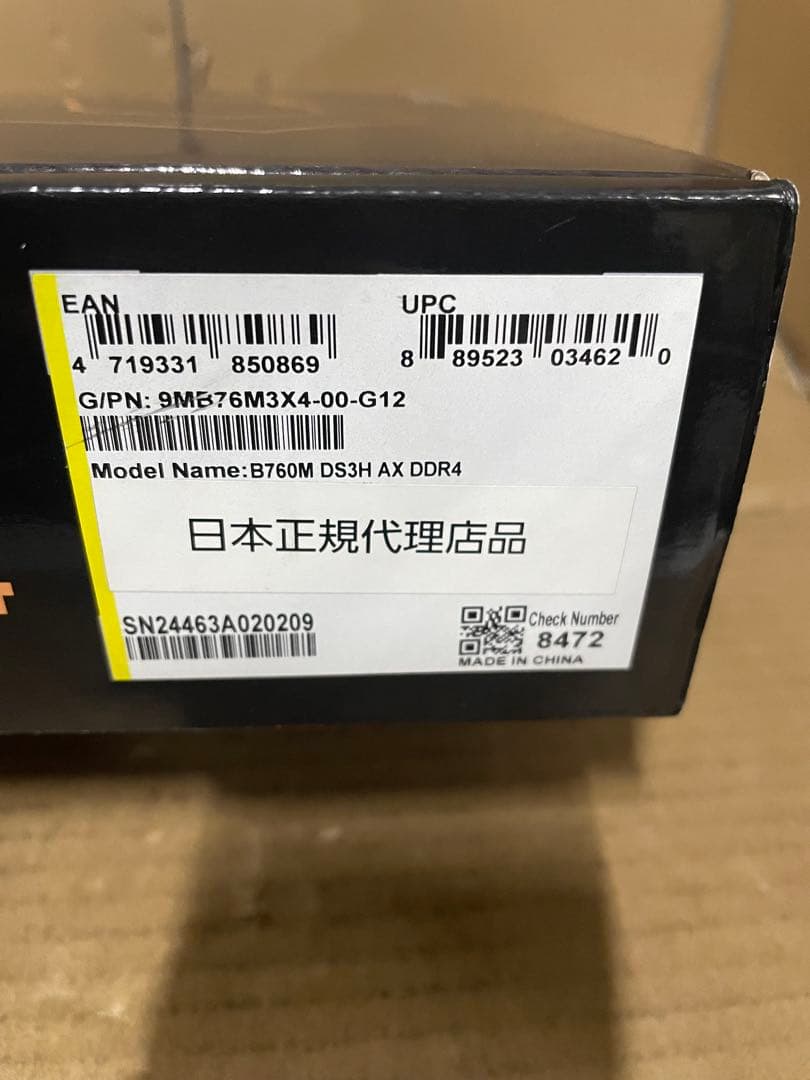 EAN
4 719331 850869
UPC
8 89523 03462 0
G/PN: 9MB76M3X4-00-G12
Model Name:B760M DS3H AX DDR4
日本正規代理店品
SN24463A020209
Check Number
8472
MADE IN CHINA